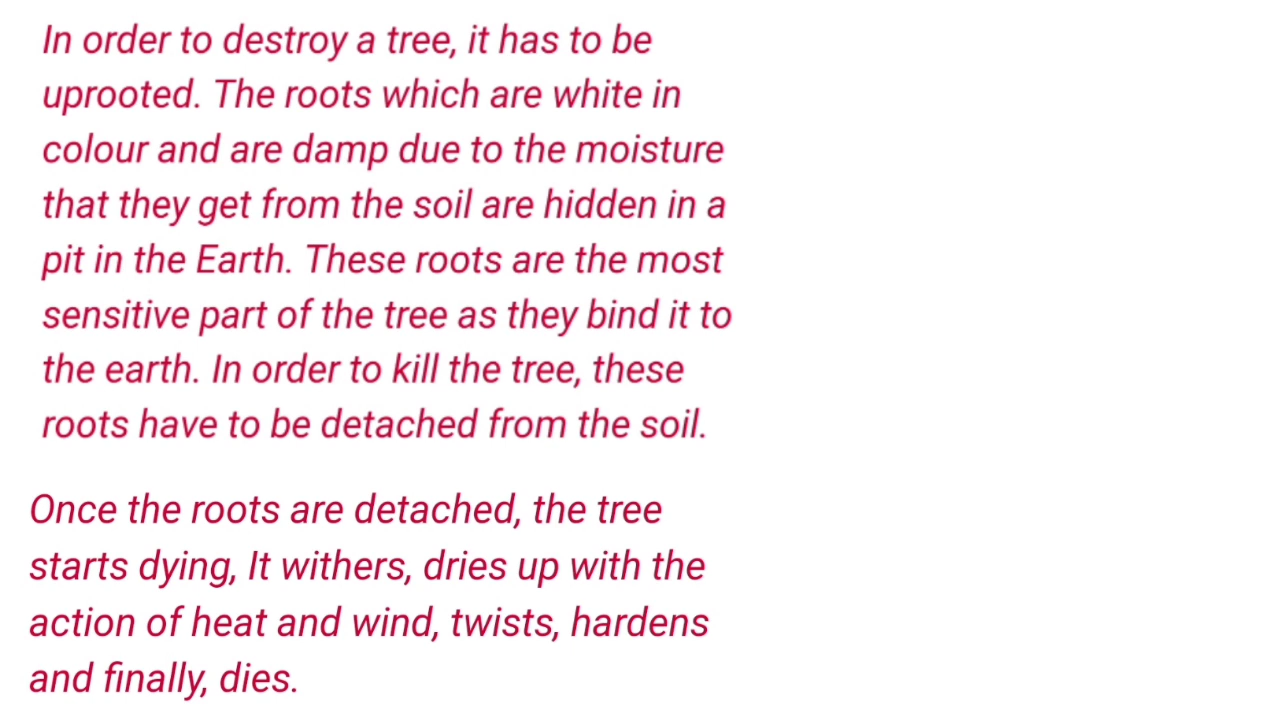 In order to destroy a tree, it has to be
uprooted. The roots which are white in
colour and are damp due to the moisture
that they get from the soil are hidden in a
pit in the Earth. These roots are the most
sensitive part of the tree as they bind it to
the earth. In order to kill the tree, these
roots have to be detached from the soil.
Once the roots are detached, the tree
starts dying, It withers, dries up with the
action of heat and wind, twists, hardens
and finally, dies.